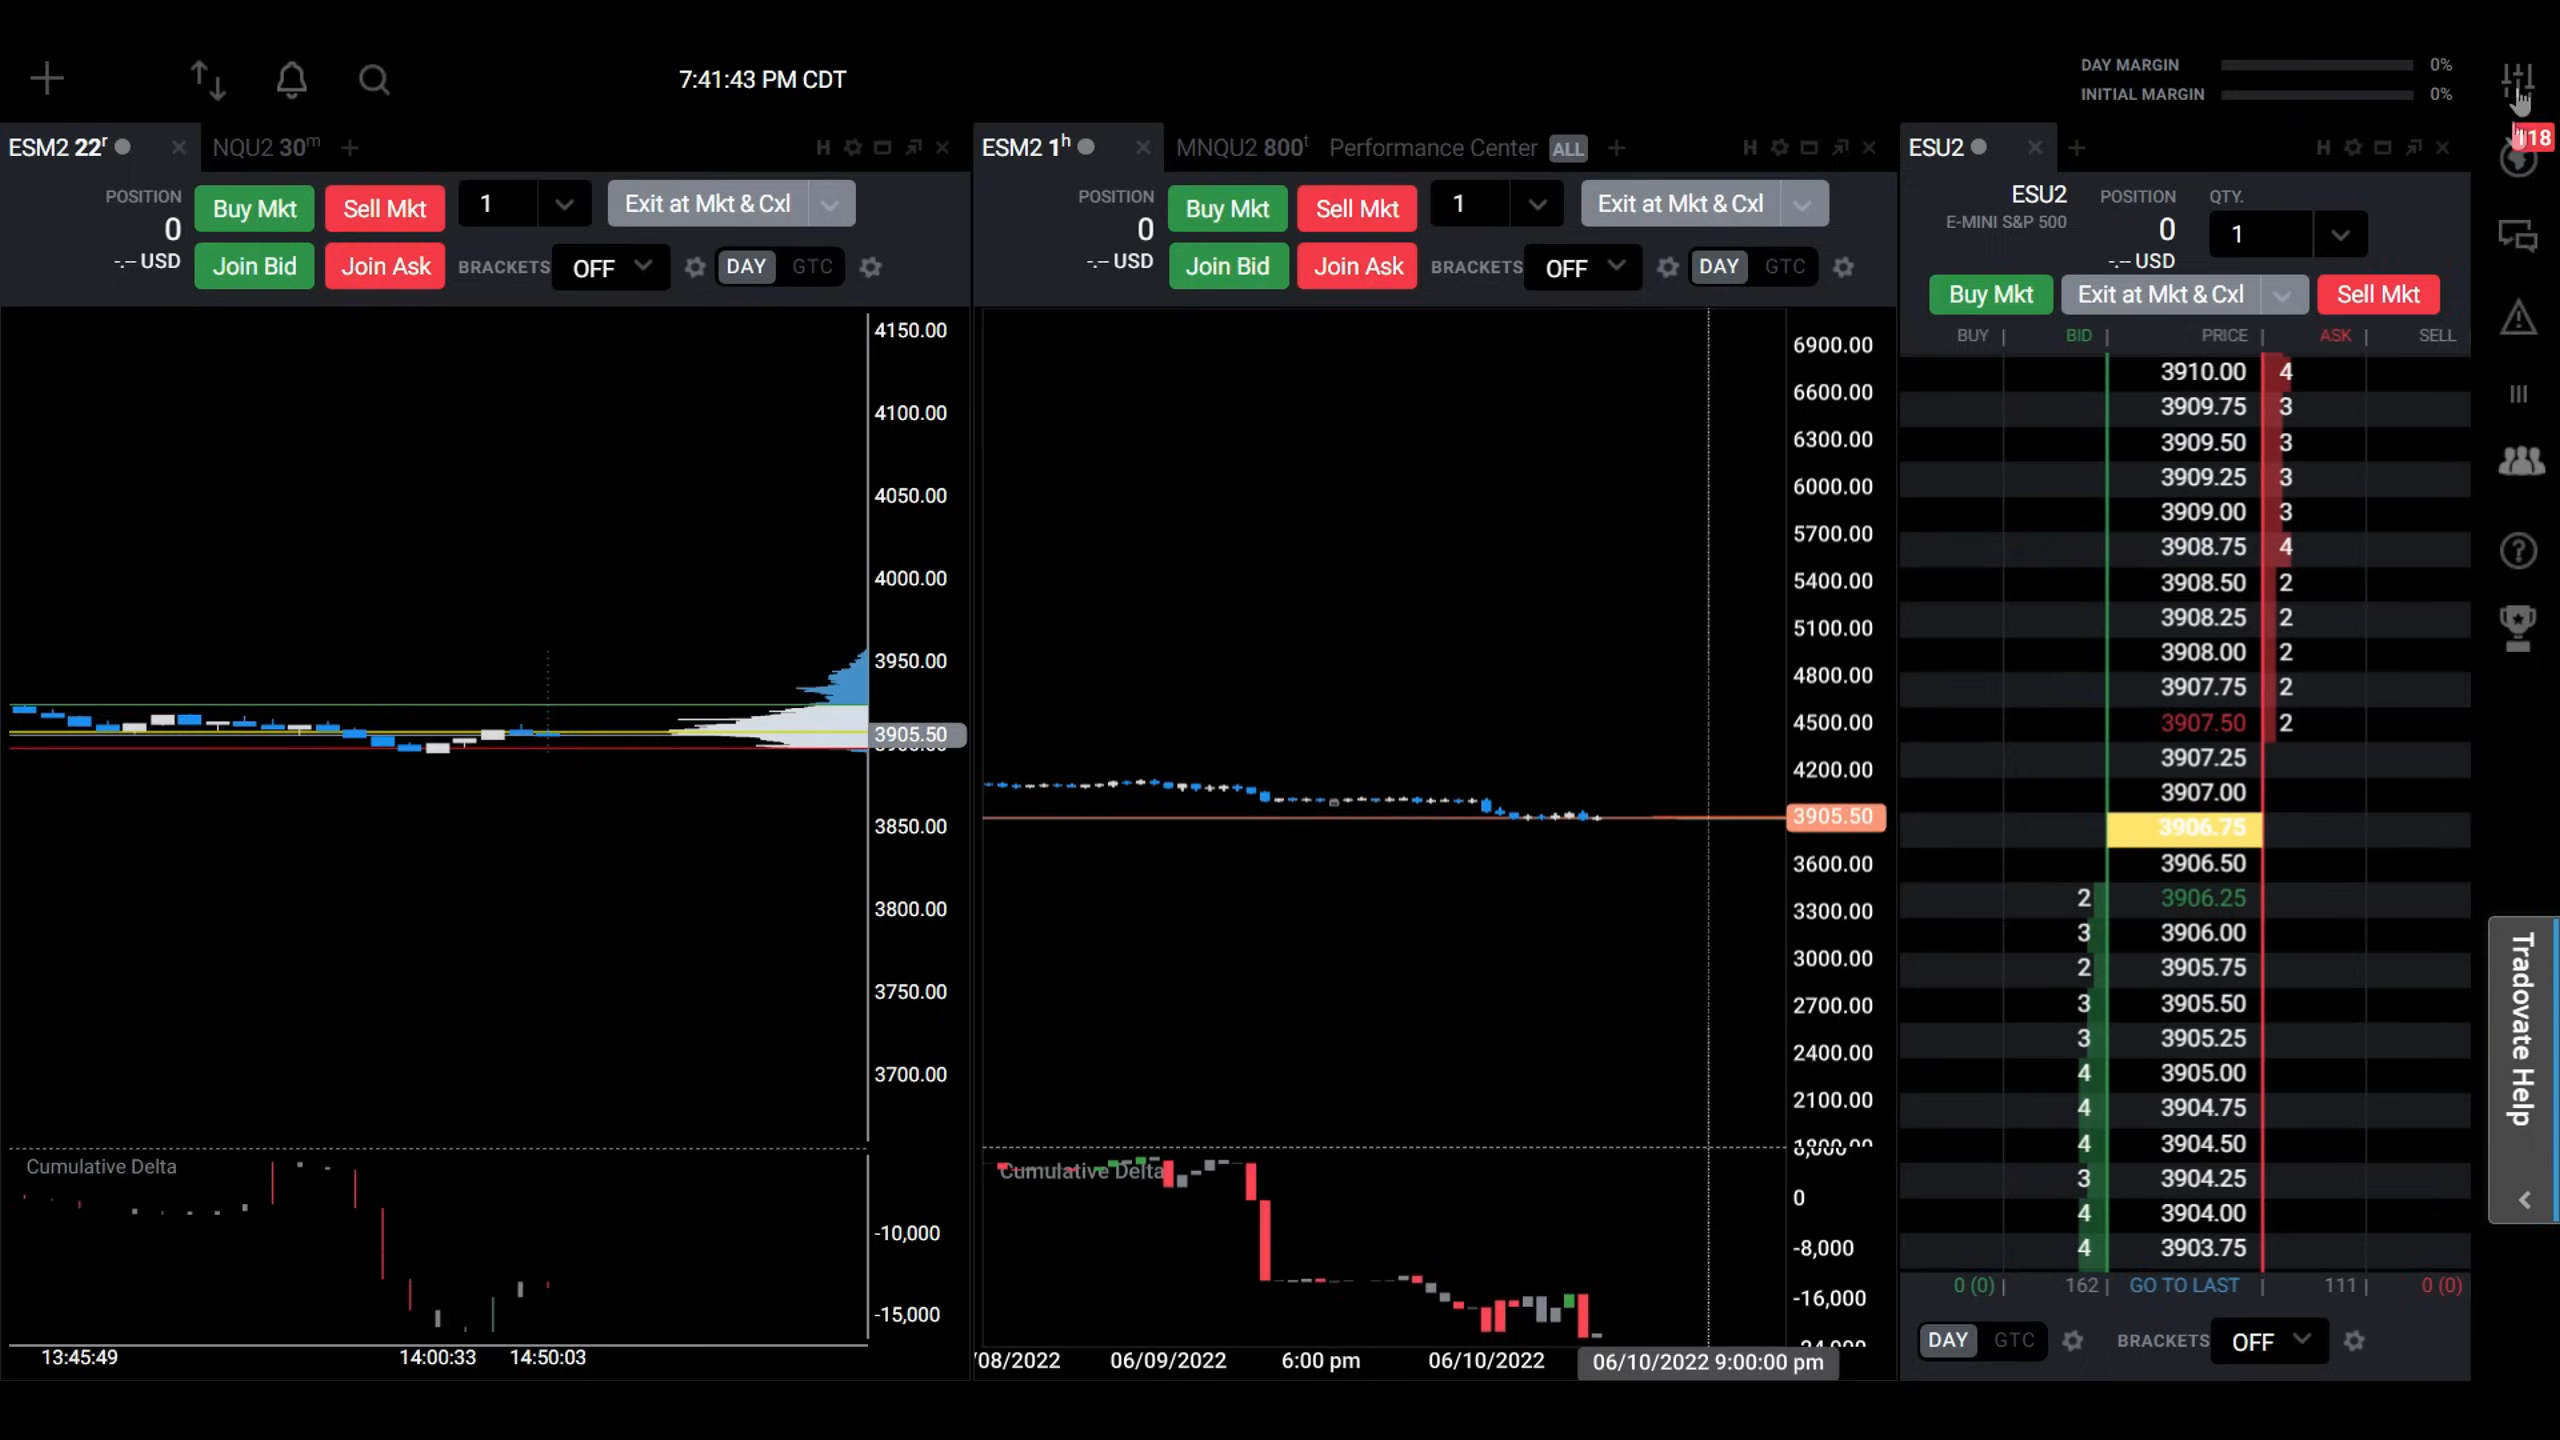 7:41:43 PM CDT
DAY MARGIN 0%
INITIAL MARGIN 0%
118
ESM2 22r NQU2 30m
H
POSITION
0
-.-- USD
Buy Mkt Sell Mkt 1 Exit at Mkt & Cxl
Join Bid Join Ask BRACKETS OFF DAY GTC
4150.00
4100.00
4050.00
4000.00
3950.00
3905.50
3850.00
3800.00
3750.00
3700.00
Cumulative Delta
-10,000
-15,000
13:45:49 14:00:33 14:50:03
ESM2 1h MNQU2 800t Performance Center ALL
H
POSITION
0
-.-- USD
Buy Mkt Sell Mkt 1 Exit at Mkt & Cxl
Join Bid Join Ask BRACKETS OFF DAY GTC
6900.00
6600.00
6300.00
6000.00
5700.00
5400.00
5100.00
4800.00
4500.00
4200.00
3905.50
3600.00
3300.00
3000.00
2700.00
2400.00
2100.00
Cumulative Delta
0
-8,000
-16,000
/08/2022 06/09/2022 6:00 pm 06/10/2022 06/10/2022 9:00:00 pm
ESU2
H
ESU2 POSITION QTY.
E-MINI S&P 500 0 1
-.-- USD
Buy Mkt Exit at Mkt & Cxl Sell Mkt
BUY BID PRICE ASK SELL
3910.00 4
3909.75 3
3909.50 3
3909.25 3
3909.00 3
3908.75 4
3908.50 2
3908.25 2
3908.00 2
3907.75 2
3907.50 2
3907.25
3907.00
3906.75
3906.50
2 3906.25
3 3906.00
2 3905.75
3 3905.50
3 3905.25
4 3905.00
4 3904.75
4 3904.50
3 3904.25
4 3904.00
4 3903.75
0 (0) 162 GO TO LAST 111 0 (0)
DAY GTC BRACKETS OFF
Tradovate Help